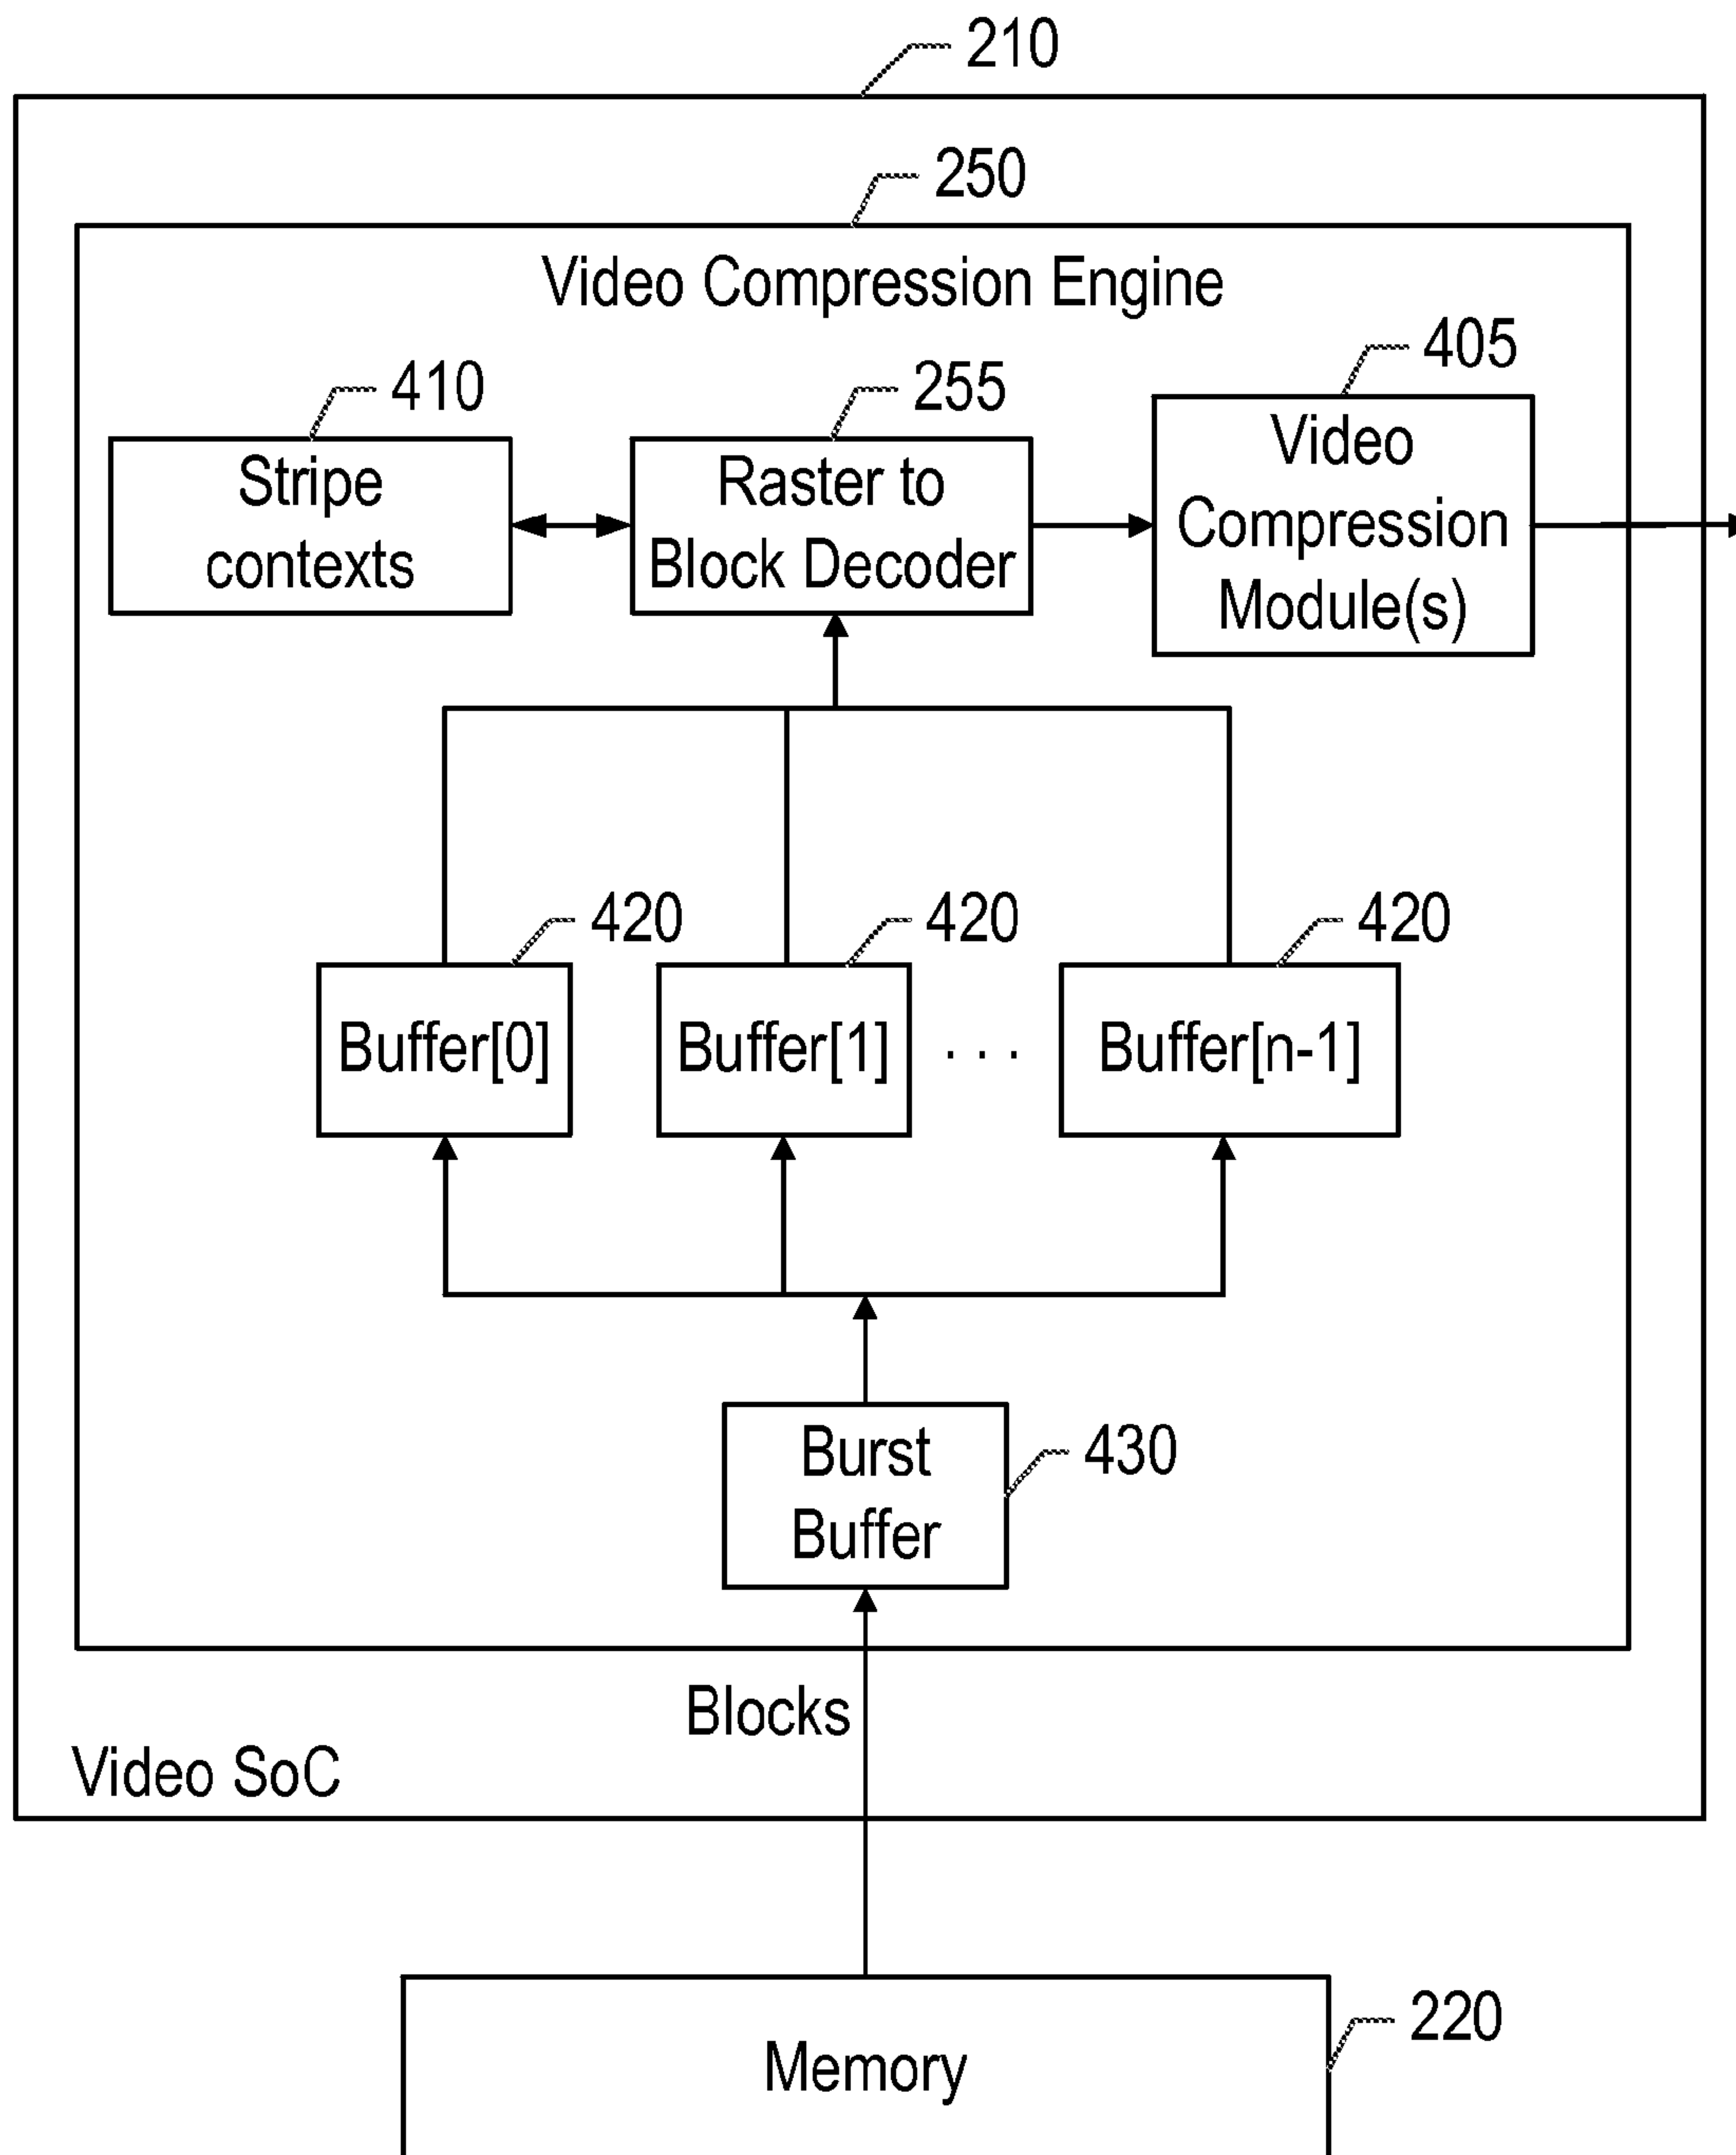 210
250
Video Compression Engine
410
255
405
Stripe
contexts
Raster to
Block Decoder
Video
Compression
Module(s)
420
420
420
Buffer[0]
Buffer[1]
. . .
Buffer[n-1]
Burst
Buffer
430
Blocks
Video SoC
220
Memory